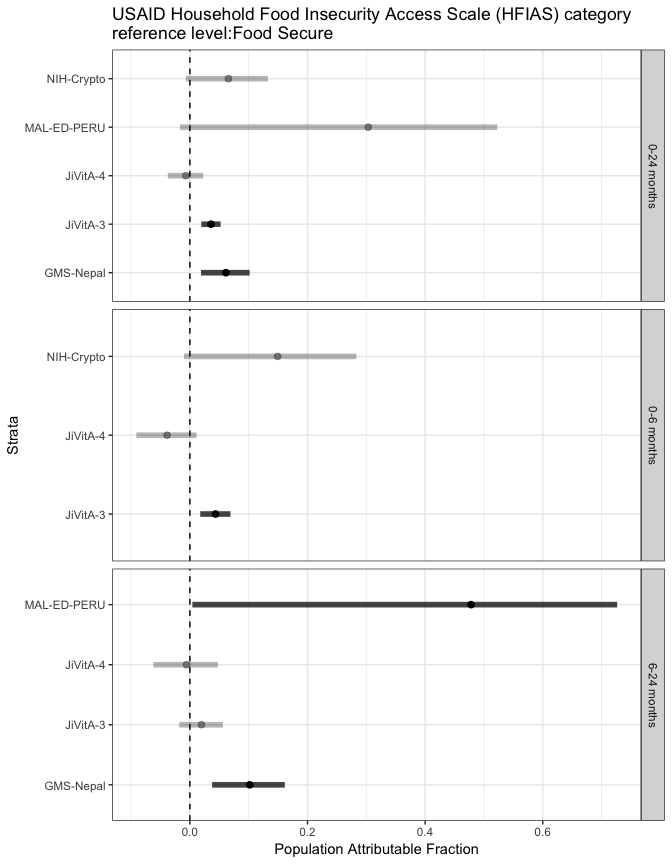 USAID Household Food Insecurity Access Scale (HFIAS) category
reference level:Food Secure
NIH-Crypto
MAL-ED-PERU
JiVitA-4
JiVitA-3
GMS-Nepal
0-24 months
NIH-Crypto
JiVitA-4
JiVitA-3
0-6 months
MAL-ED-PERU
JiVitA-4
JiVitA-3
GMS-Nepal
6-24 months
Strata
0.0 0.2 0.4 0.6
Population Attributable Fraction